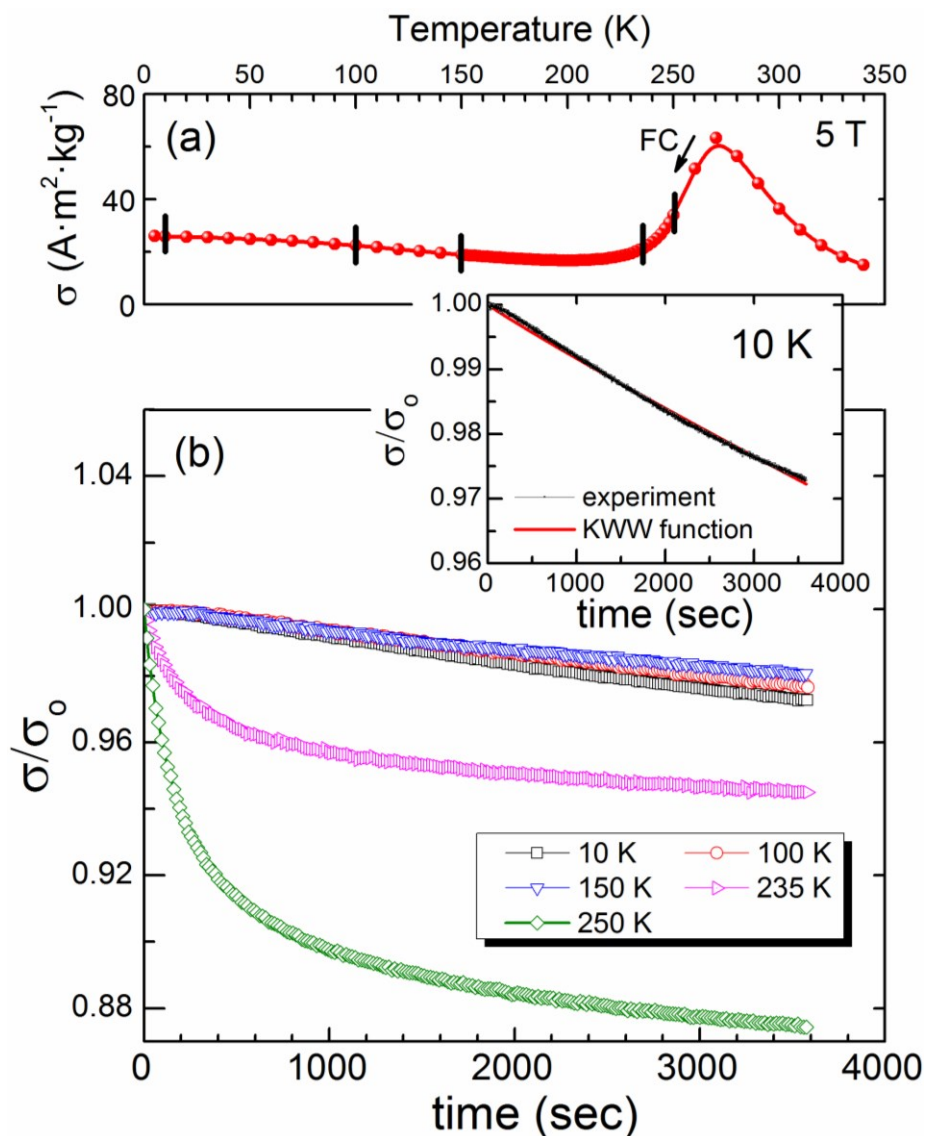 Temperature (K)
0 50 100 150 200 250 300 350
80
(a)
FC
5 T
40
0
σ (A·m²·kg⁻¹)
1.00
10 K
0.99
0.98
0.97
0.96
σ/σo
experiment
KWW function
0 1000 2000 3000 4000
time (sec)
(b)
1.04
1.00
0.96
0.92
0.88
σ/σo
10 K 100 K
150 K 235 K
250 K
0 1000 2000 3000 4000
time (sec)